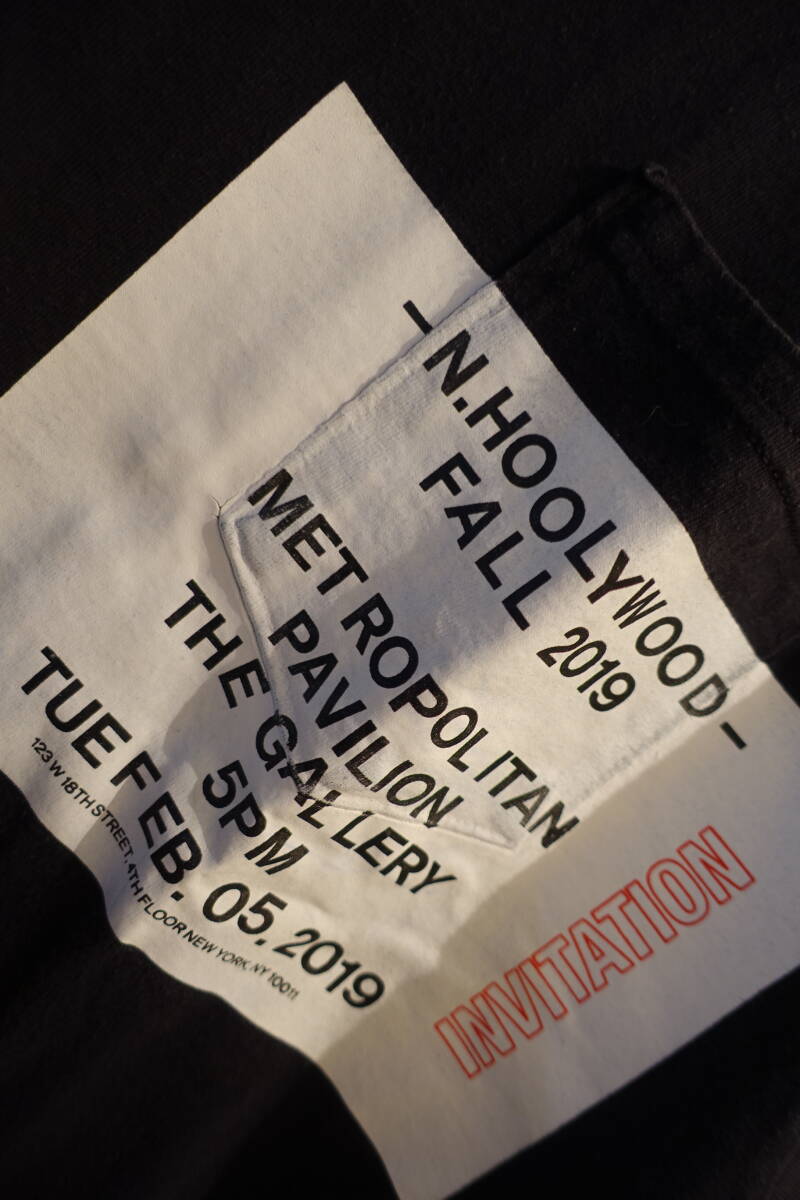 -N.HOOLYWOOD-
FALL 2019
METROPOLITAN
PAVILION
THE GALLERY
5PM
TUE FEB. 05. 2019
123 W 18TH STREET, 4TH FLOOR NEW YORK, NY 10011
INVITATION